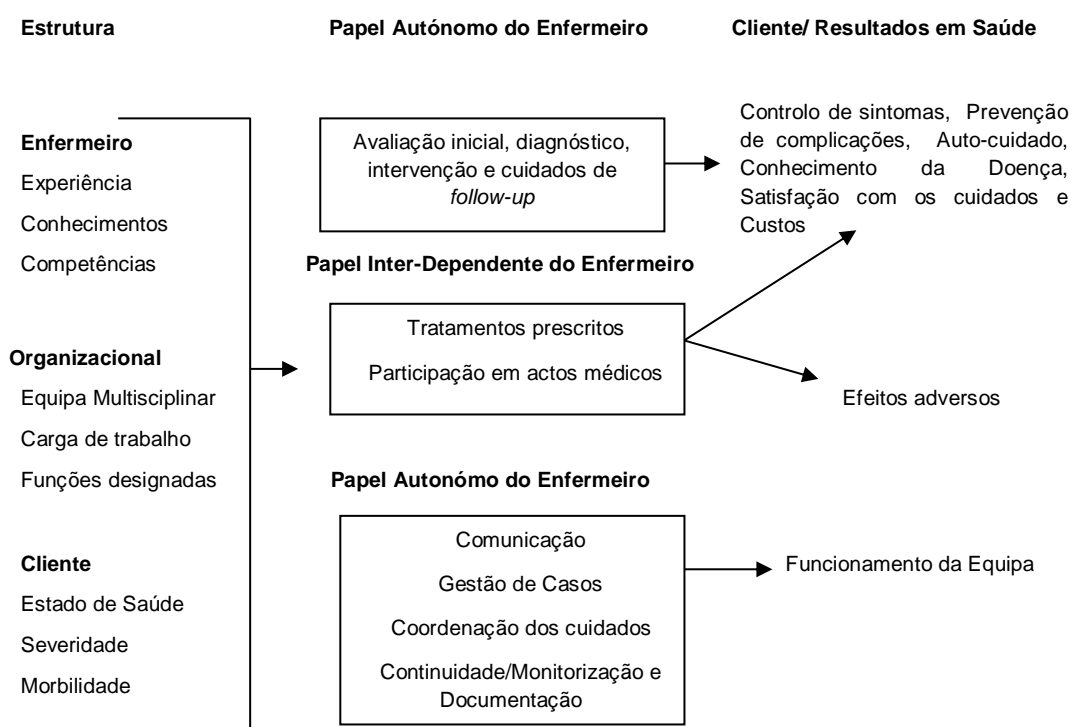 Estrutura
Papel Autónomo do Enfermeiro
Cliente/ Resultados em Saúde
Enfermeiro
Experiência
Conhecimentos
Competências
Organizacional
Equipa Multisciplinar
Carga de trabalho
Funções designadas
Cliente
Estado de Saúde
Severidade
Morbilidade
Avaliação inicial, diagnóstico,
intervenção e cuidados de
follow-up
Papel Inter-Dependente do Enfermeiro
Tratamentos prescritos
Participação em actos médicos
Papel Autonómo do Enfermeiro
Comunicação
Gestão de Casos
Coordenação dos cuidados
Continuidade/Monitorização e
Documentação
Controlo de sintomas, Prevenção
de complicações, Auto-cuidado,
Conhecimento da Doença,
Satisfação com os cuidados e
Custos
Efeitos adversos
Funcionamento da Equipa